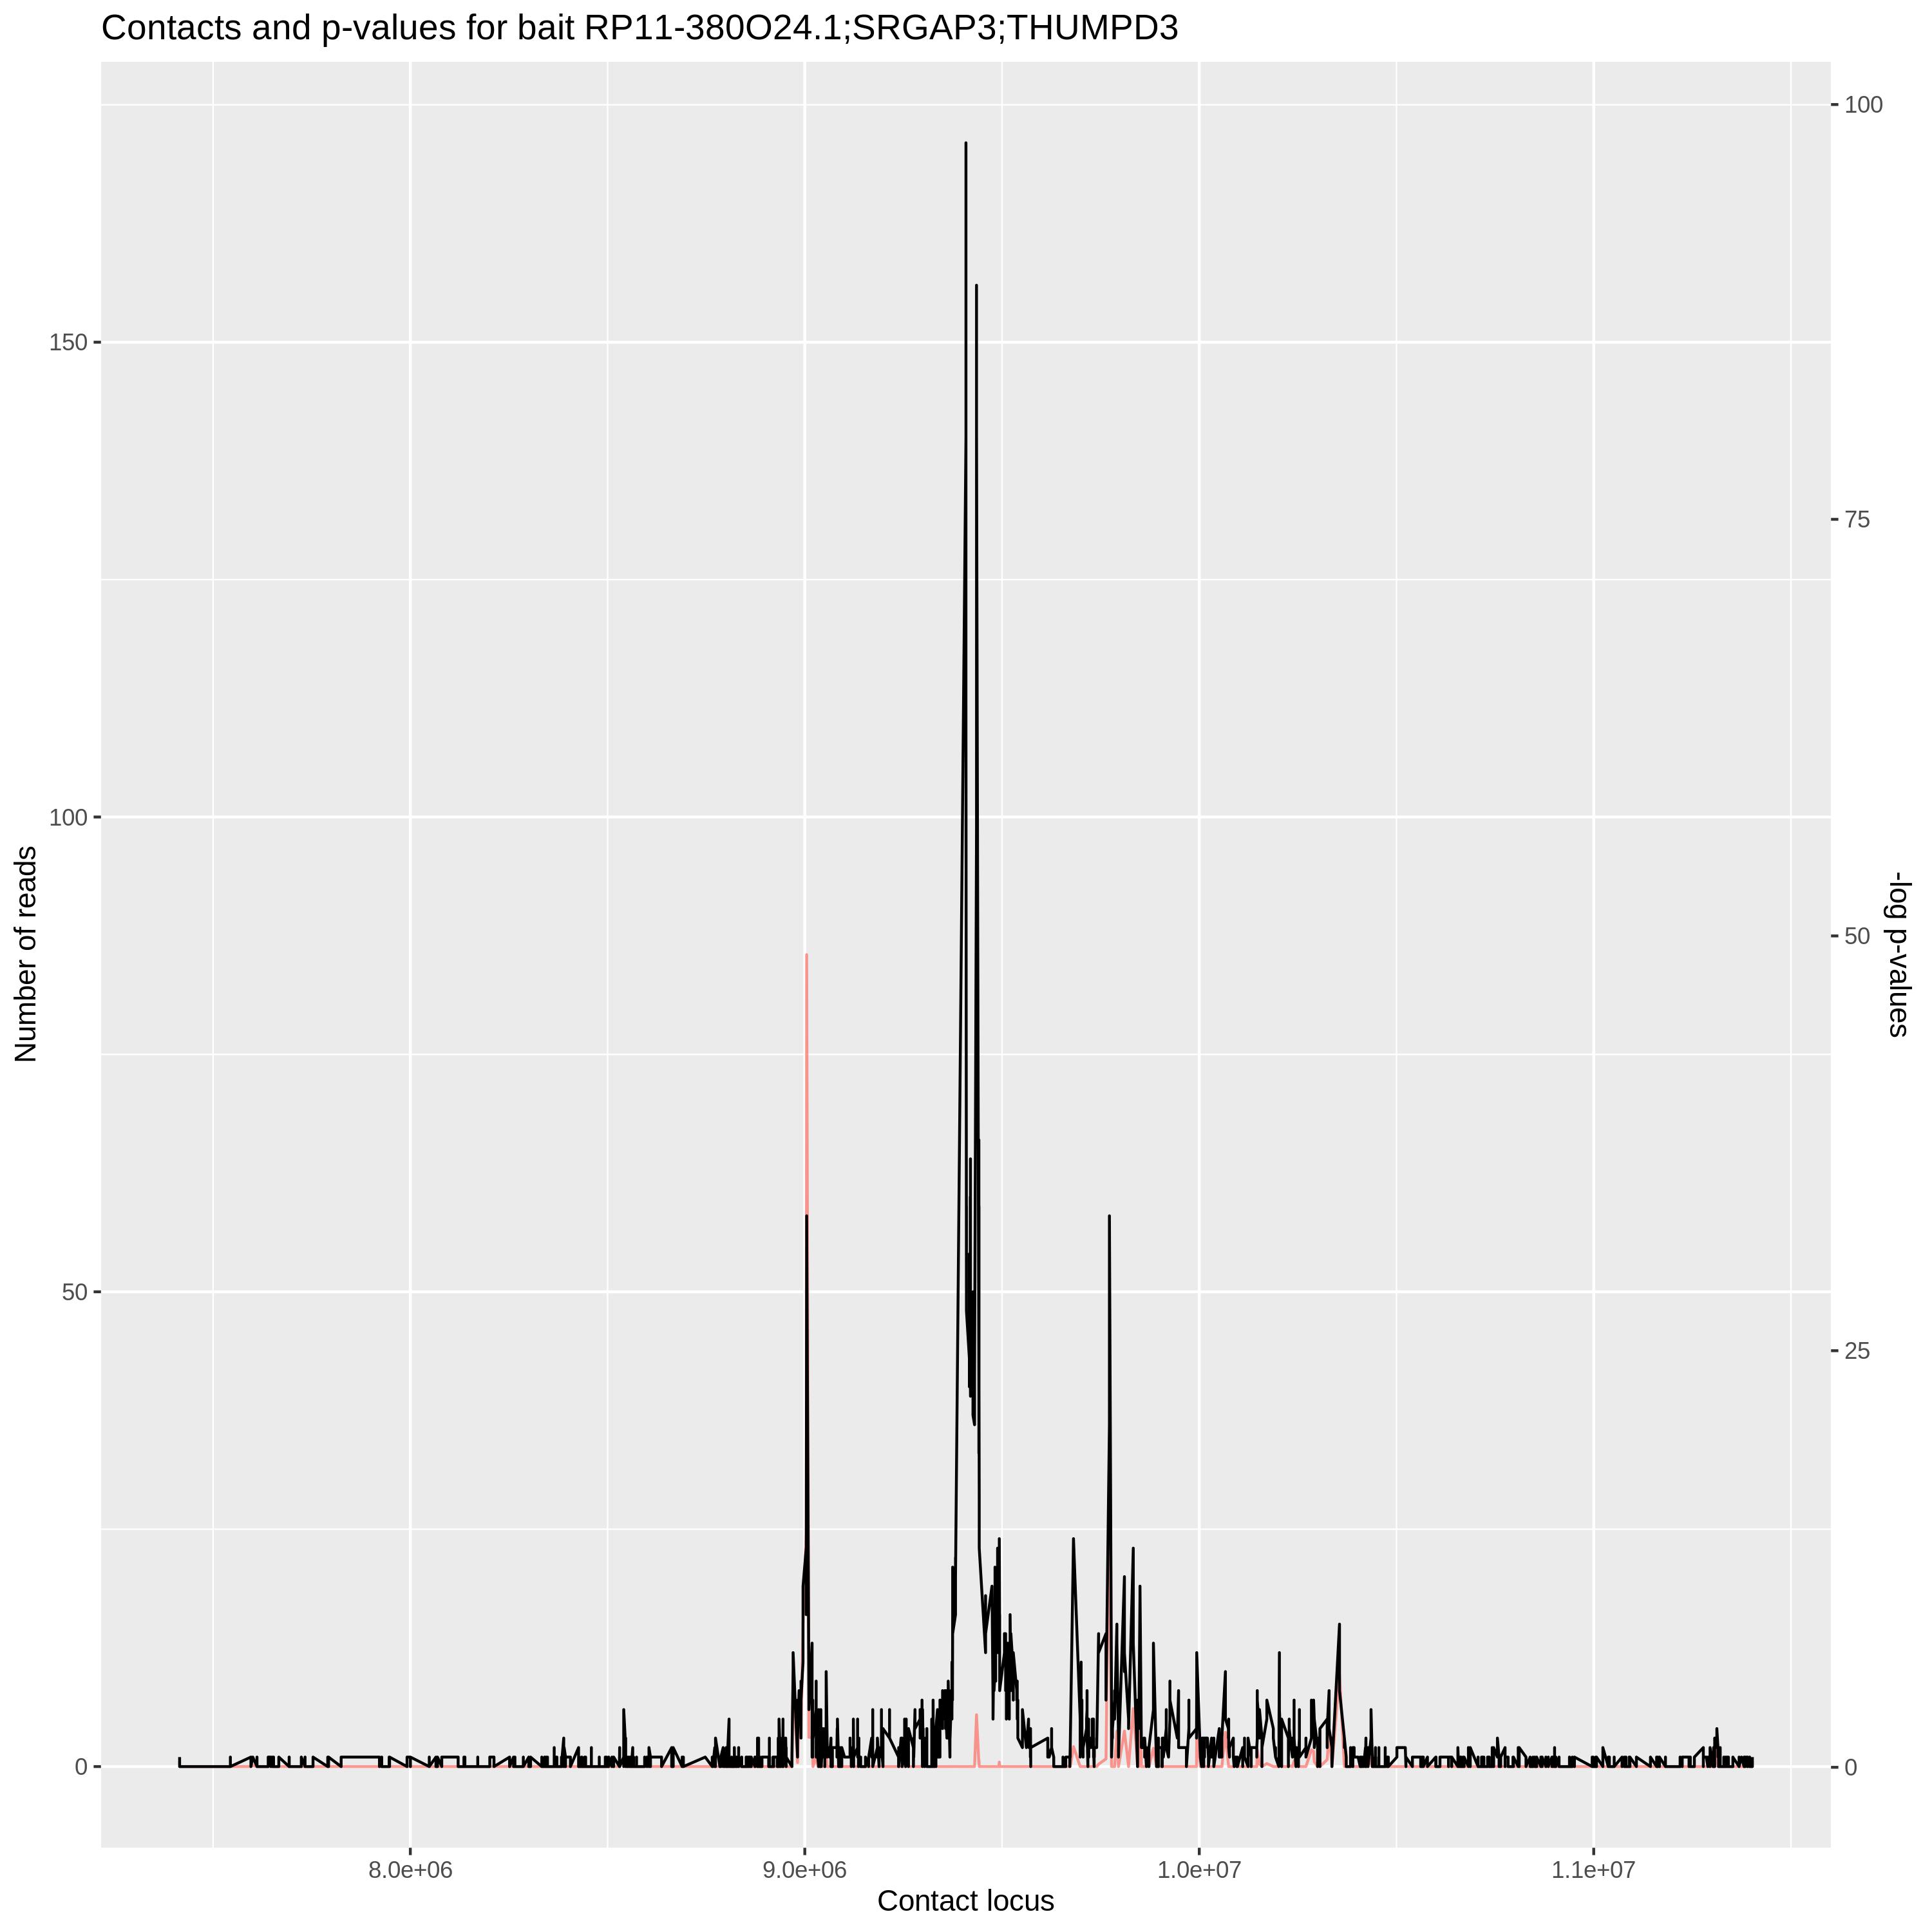 Contacts and p-values for bait RP11-380O24.1;SRGAP3;THUMPD3
150
100
50
0
Number of reads
100
75
50
25
0
-log p-values
8.0e+06 9.0e+06 1.0e+07 1.1e+07
Contact locus